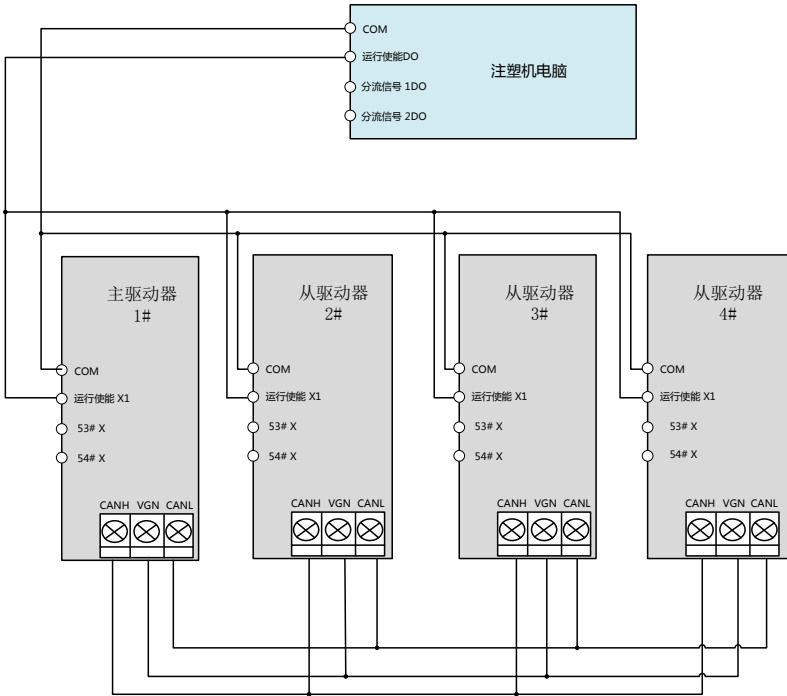 COM
运行使能DO
分流信号 1DO
分流信号 2DO
注塑机电脑
主驱动器
1#
COM
运行使能 X1
53# X
54# X
CANH VGN CANL
从驱动器
2#
COM
运行使能 X1
53# X
54# X
CANH VGN CANL
从驱动器
3#
COM
运行使能 X1
53# X
54# X
CANH VGN CANL
从驱动器
4#
COM
运行使能 X1
53# X
54# X
CANH VGN CANL